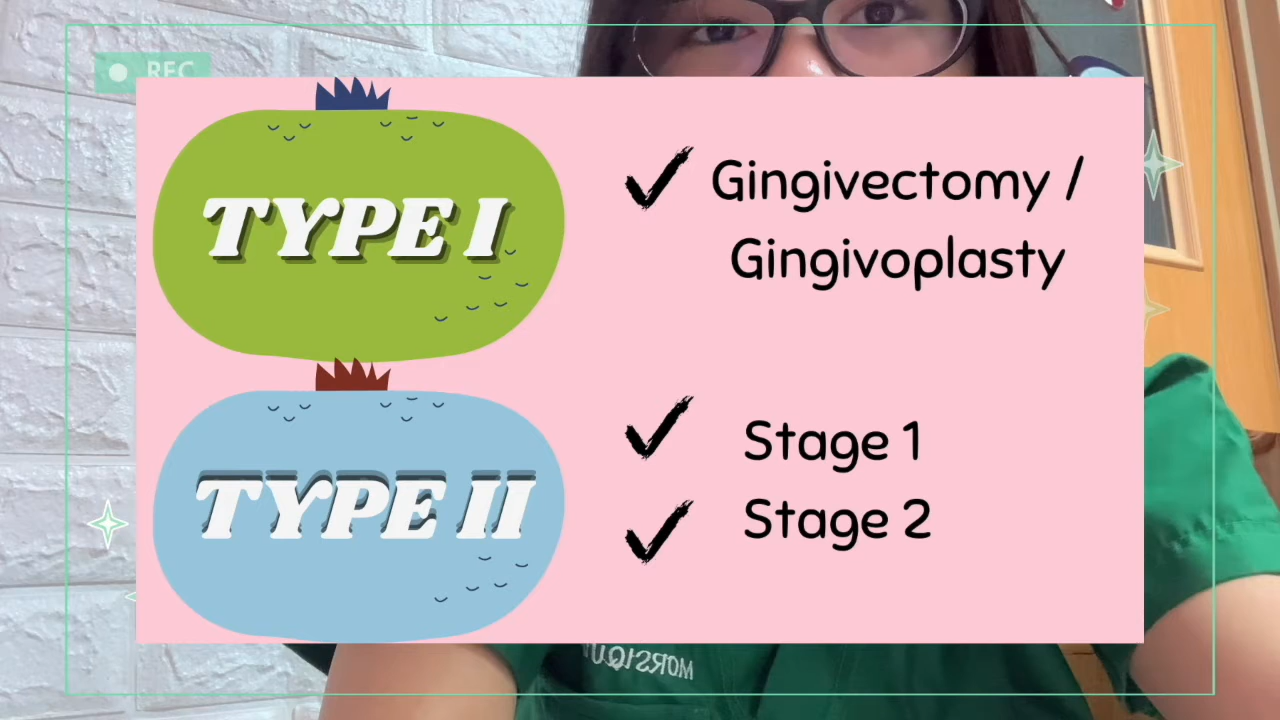 REC
TYPE I
✓ Gingivectomy /
Gingivoplasty
TYPE II
✓ Stage 1
✓ Stage 2